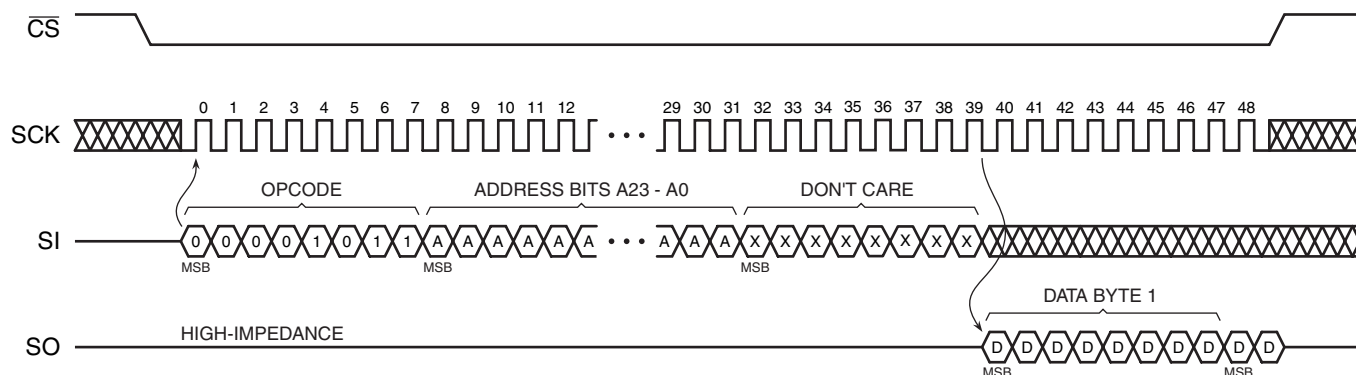 CS
0 1 2 3 4 5 6 7 8 9 10 11 12 29 30 31 32 33 34 35 36 37 38 39 40 41 42 43 44 45 46 47 48
SCK
OPCODE ADDRESS BITS A23 - A0 DON'T CARE
SI 0 0 0 0 1 0 1 1 A A A A A A A A A X X X X X X X X
MSB MSB MSB
DATA BYTE 1
HIGH-IMPEDANCE
SO D D D D D D D D D D
MSB MSB